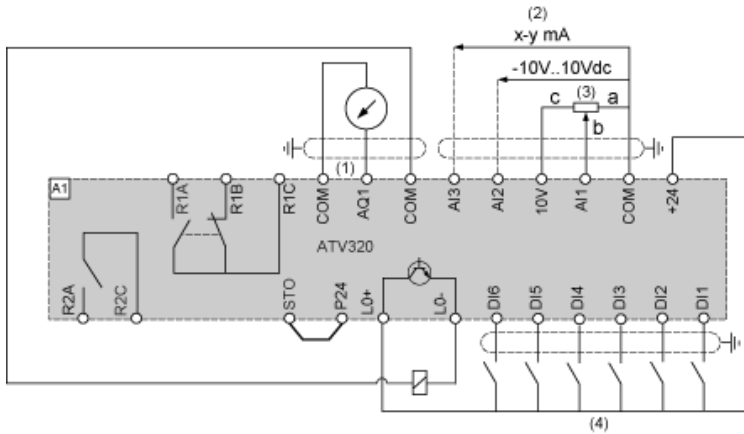 (2)
x-y mA
-10V..10Vdc
c (3) a
b
(1)
A1
R1A R1B R1C COM AQ1 COM AI3 AI2 10V AI1 COM +24
ATV320
R2A R2C STO P24 L0+ L0- DI6 DI5 DI4 DI3 DI2 DI1
(4)